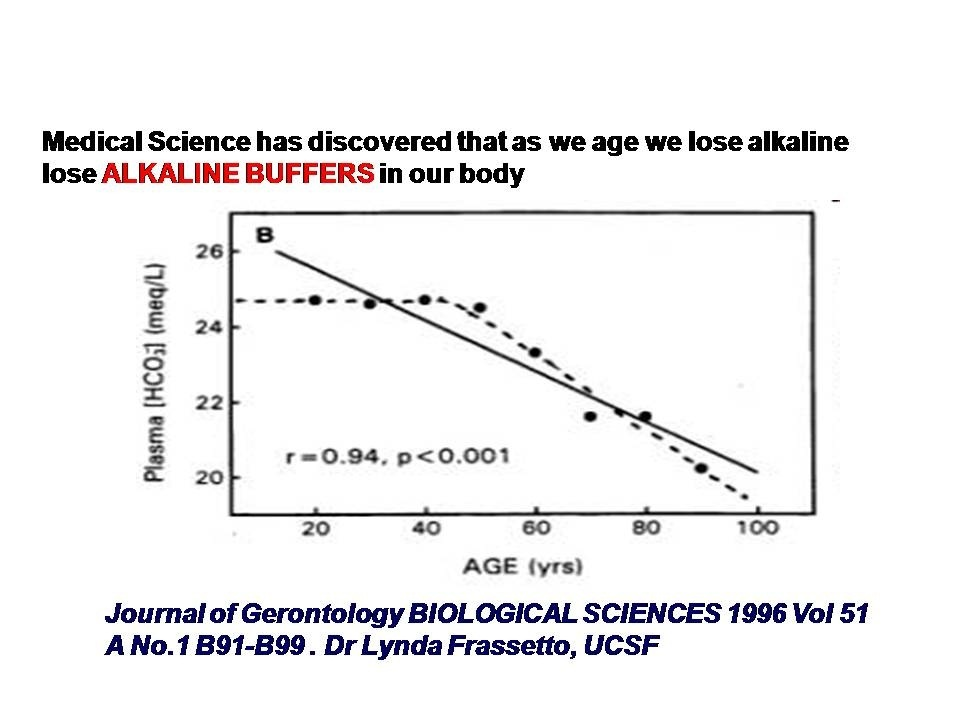 Medical Science has discovered that as we age we lose alkaline
lose ALKALINE BUFFERS in our body
B
26
24
22
20
Plasma [HCO₃⁻] (meq/L)
r=0.94, p<0.001
20 40 60 80 100
AGE (yrs)
Journal of Gerontology BIOLOGICAL SCIENCES 1996 Vol 51
A No.1 B91-B99 . Dr Lynda Frassetto, UCSF